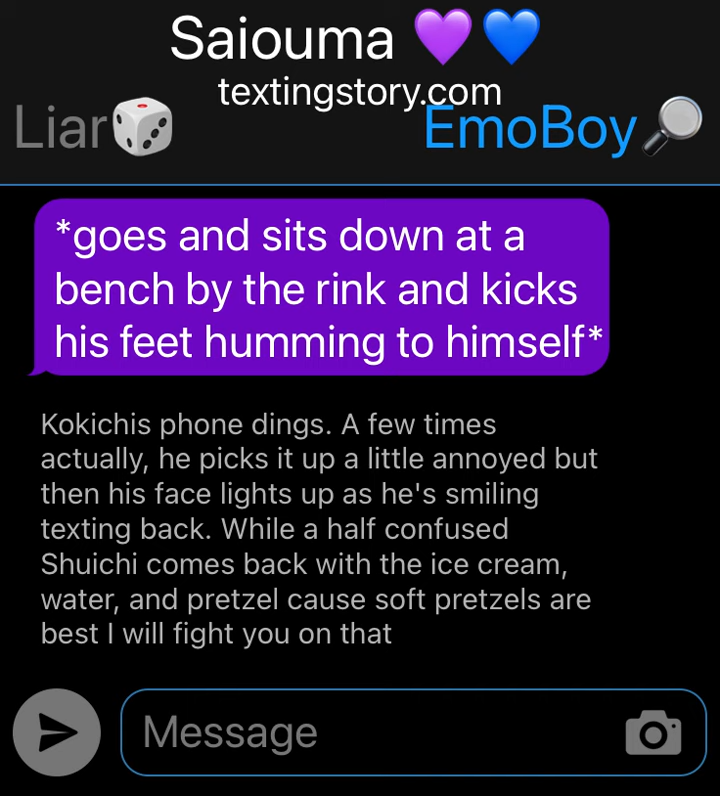 Saiouma 💜💙
textingstory.com
Liar🎲
EmoBoy🔎
*goes and sits down at a
bench by the rink and kicks
his feet humming to himself*
Kokichis phone dings. A few times
actually, he picks it up a little annoyed but
then his face lights up as he's smiling
texting back. While a half confused
Shuichi comes back with the ice cream,
water, and pretzel cause soft pretzels are
best I will fight you on that
Message